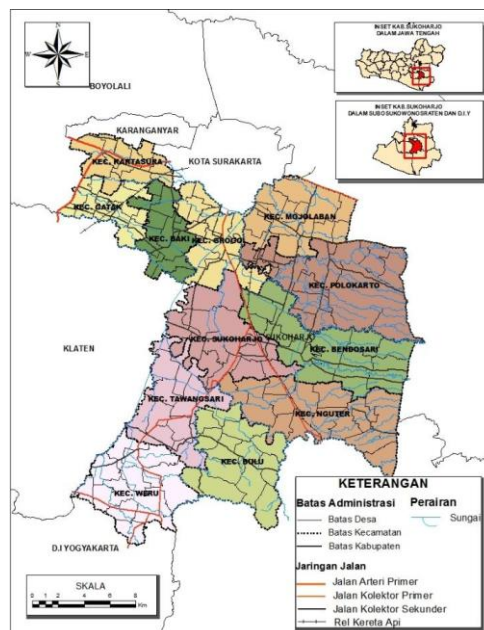 INSET KAB.SUKOHARJO
DALAM JAWA TENGAH
N
W
E
S
BOYOLALI
INSET KAB.SUKOHARJO
DALAM SUBOSUKOWONOSRATEN DAN D.I.Y
KARANGANYAR
KOTA SURAKARTA
KEC. KARTASURA
KEC. GATAK
KEC. BAKI
KEC. GROGOL
KEC. MOJOLABAN
KEC. POLOKARTO
KLATEN
KEC. SUKOHARJO
SUKOHARJO
KEC. BENDOSARI
KEC. TAWANGSARI
KEC. NGUTER
KEC. BULU
KEC. WERU
D.I YOGYAKARTA
KETERANGAN
Batas Administrasi
Batas Desa
Batas Kecamatan
Batas Kabupaten
Perairan
Sungai
Jaringan Jalan
Jalan Arteri Primer
Jalan Kolektor Primer
Jalan Kolektor Sekunder
Rel Kereta Api
SKALA
0 1 2 4 6 8
Km